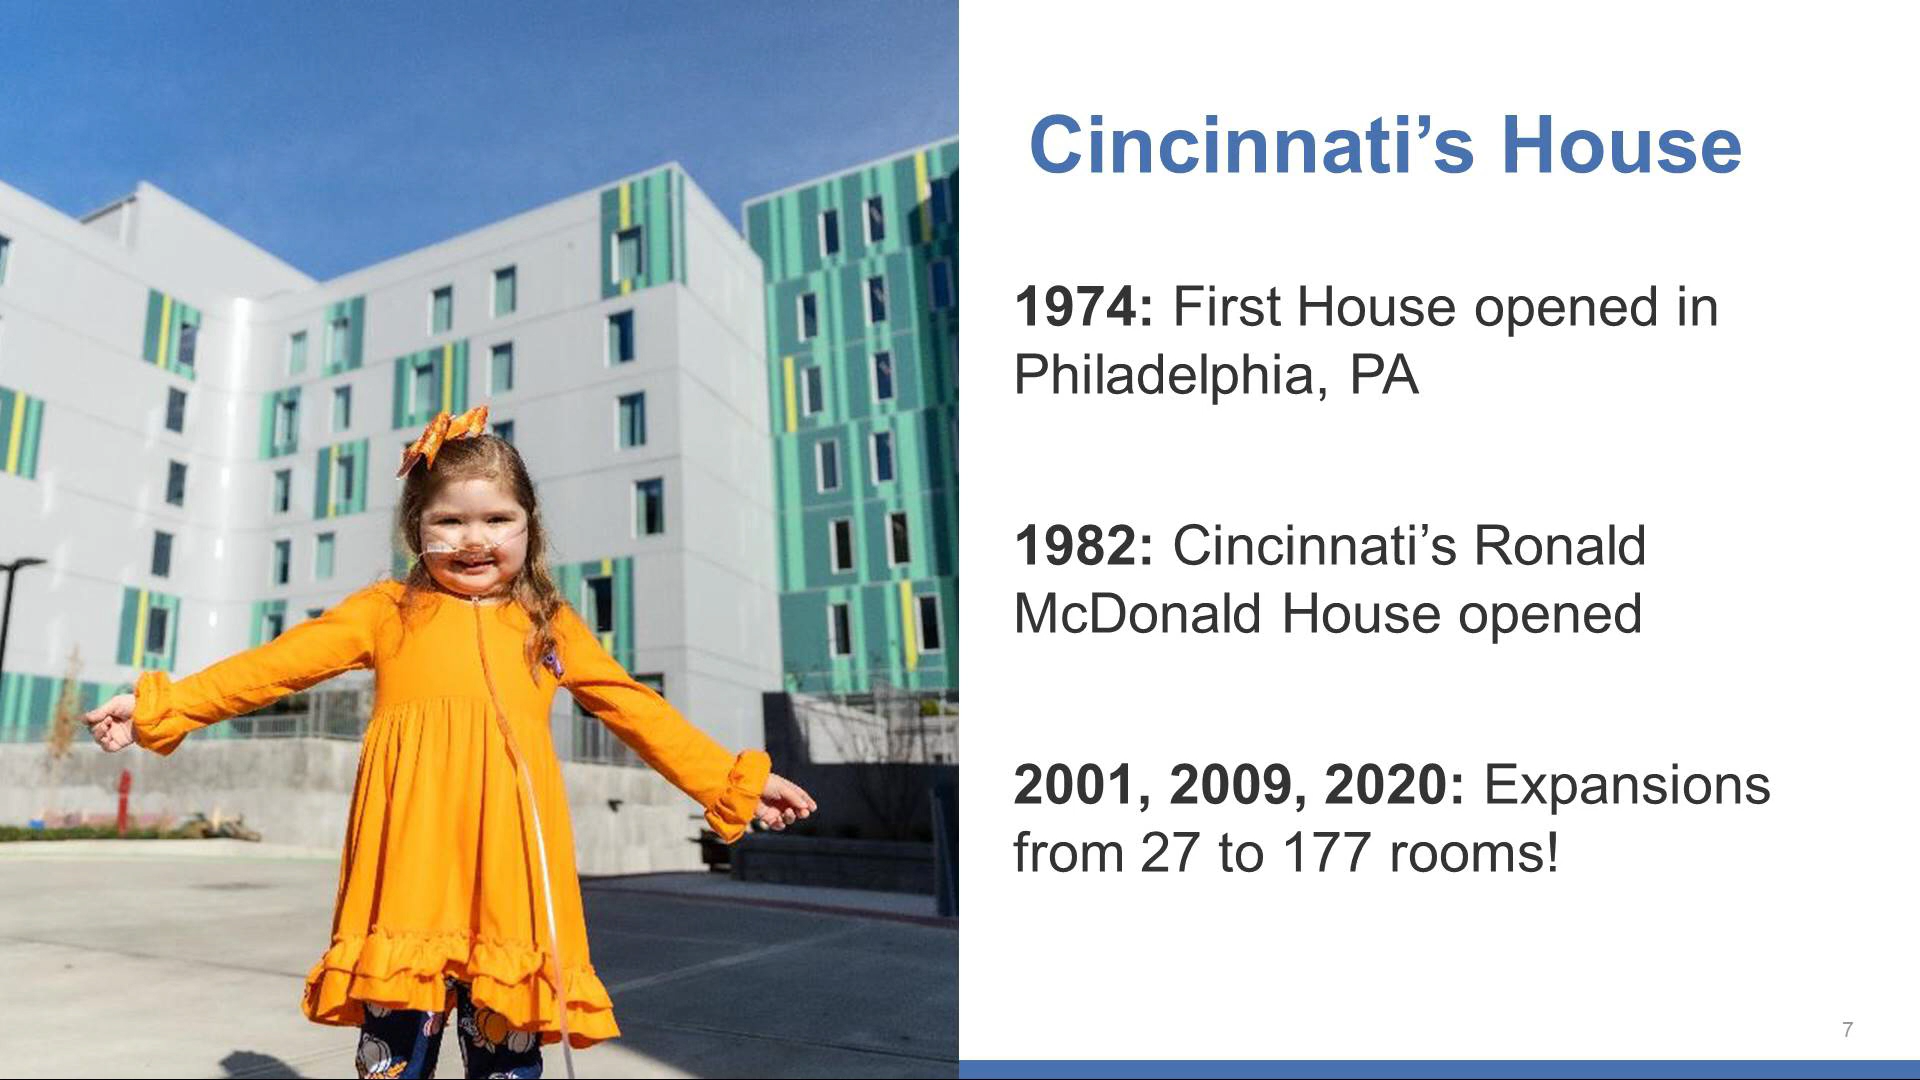 Cincinnati’s House
1974: First House opened in
Philadelphia, PA
1982: Cincinnati’s Ronald
McDonald House opened
2001, 2009, 2020: Expansions
from 27 to 177 rooms!
7